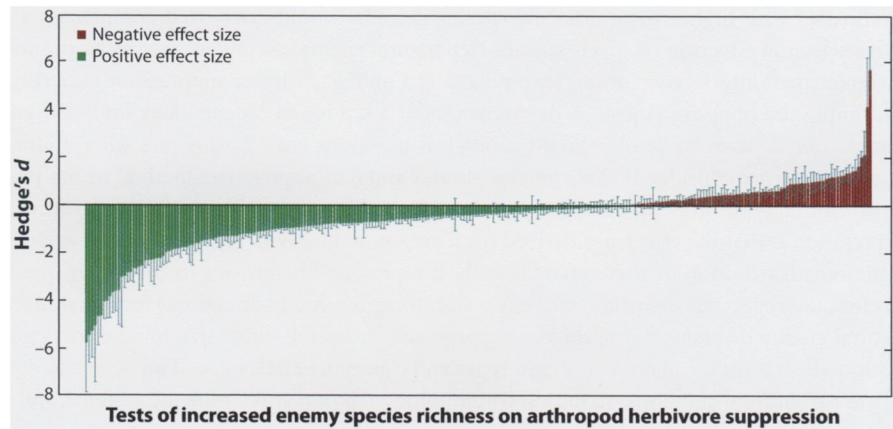 8
6
4
2
0
–2
–4
–6
–8
Hedge's d
Negative effect size
Positive effect size
Tests of increased enemy species richness on arthropod herbivore suppression